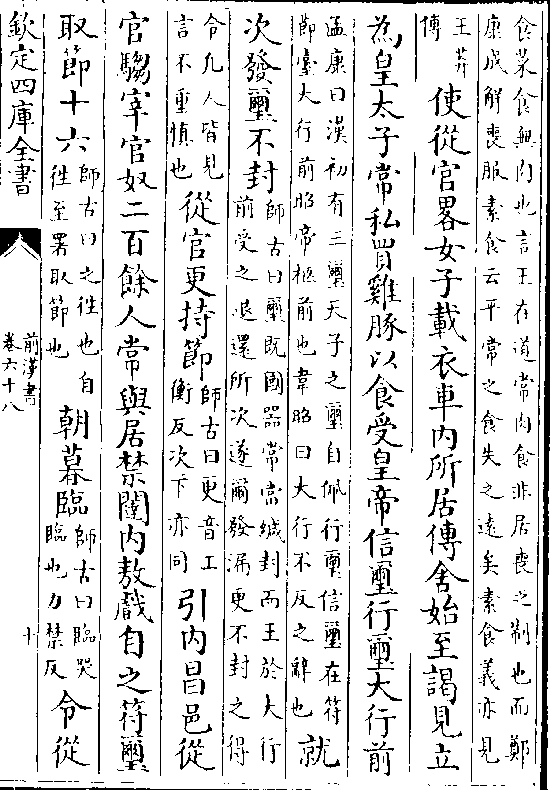 食菜食無肉也言王在道常肉食非居喪之制也而鄭
康成解喪服素食云平常之食失之遠矣素食義亦見
王莽
傳
使從官畧女子載衣車內所居傳舍始至謁見立
為皇太子常私買雞豚以食受皇帝信璽行璽大行前
孟康曰漢初有三璽天子之璽自佩行璽信璽在符
節臺大行前昭帝柩前也韋昭曰大行不反之辭也
就
次發璽不封
師古曰璽既國器常當緘封而王於大行
前受之退還所次遂爾發漏更不封之得
令凡人皆見
言不重慎也
從官更持節
師古曰更音工
衡反次下亦同
引內昌邑從
官騶宰官奴二百餘人常與居禁闥內敖戲自之符璽
取節十六
師古曰之往也自
往至署取節也
朝暮臨
師古曰臨哭
臨也力禁反
令從
欽定四庫全書
前漢書
卷六十八
十